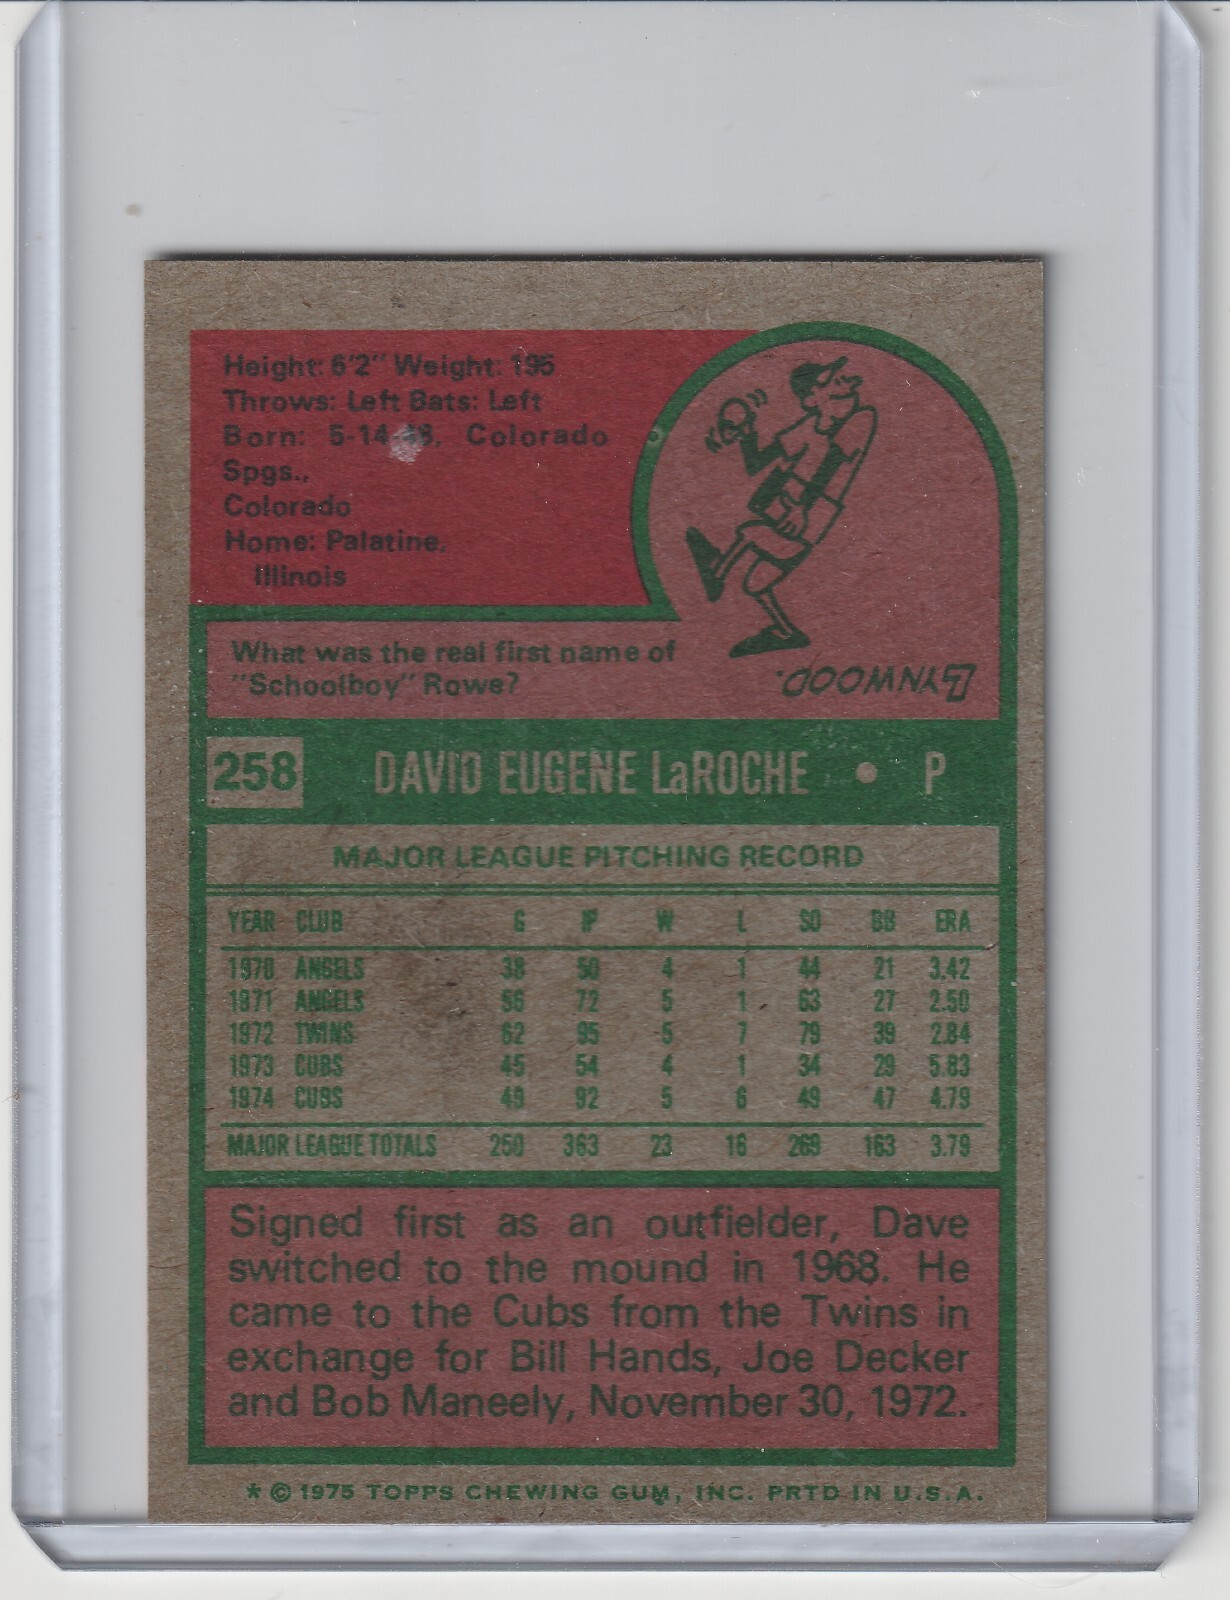 Height: 6'2" Weight: 195
Throws: Left Bats: Left
Born: 5-14-48, Colorado
Spgs.,
Colorado
Home: Palatine,
Illinois
What was the real first name of
"Schoolboy" Rowe?
LYNWOOD.
258 DAVID EUGENE LaROCHE • P
MAJOR LEAGUE PITCHING RECORD
YEAR CLUB G IP W L SO BB ERA
1970 ANGELS 38 50 4 1 44 21 3.42
1971 ANGELS 56 72 5 1 63 27 2.50
1972 TWINS 62 95 5 7 79 39 2.84
1973 CUBS 45 54 4 1 34 29 5.83
1974 CUBS 49 92 5 6 49 47 4.79
MAJOR LEAGUE TOTALS 250 363 23 16 269 163 3.79
Signed first as an outfielder, Dave
switched to the mound in 1968. He
came to the Cubs from the Twins in
exchange for Bill Hands, Joe Decker
and Bob Maneely, November 30, 1972.
* © 1975 TOPPS CHEWING GUM, INC. PRTD IN U.S.A.